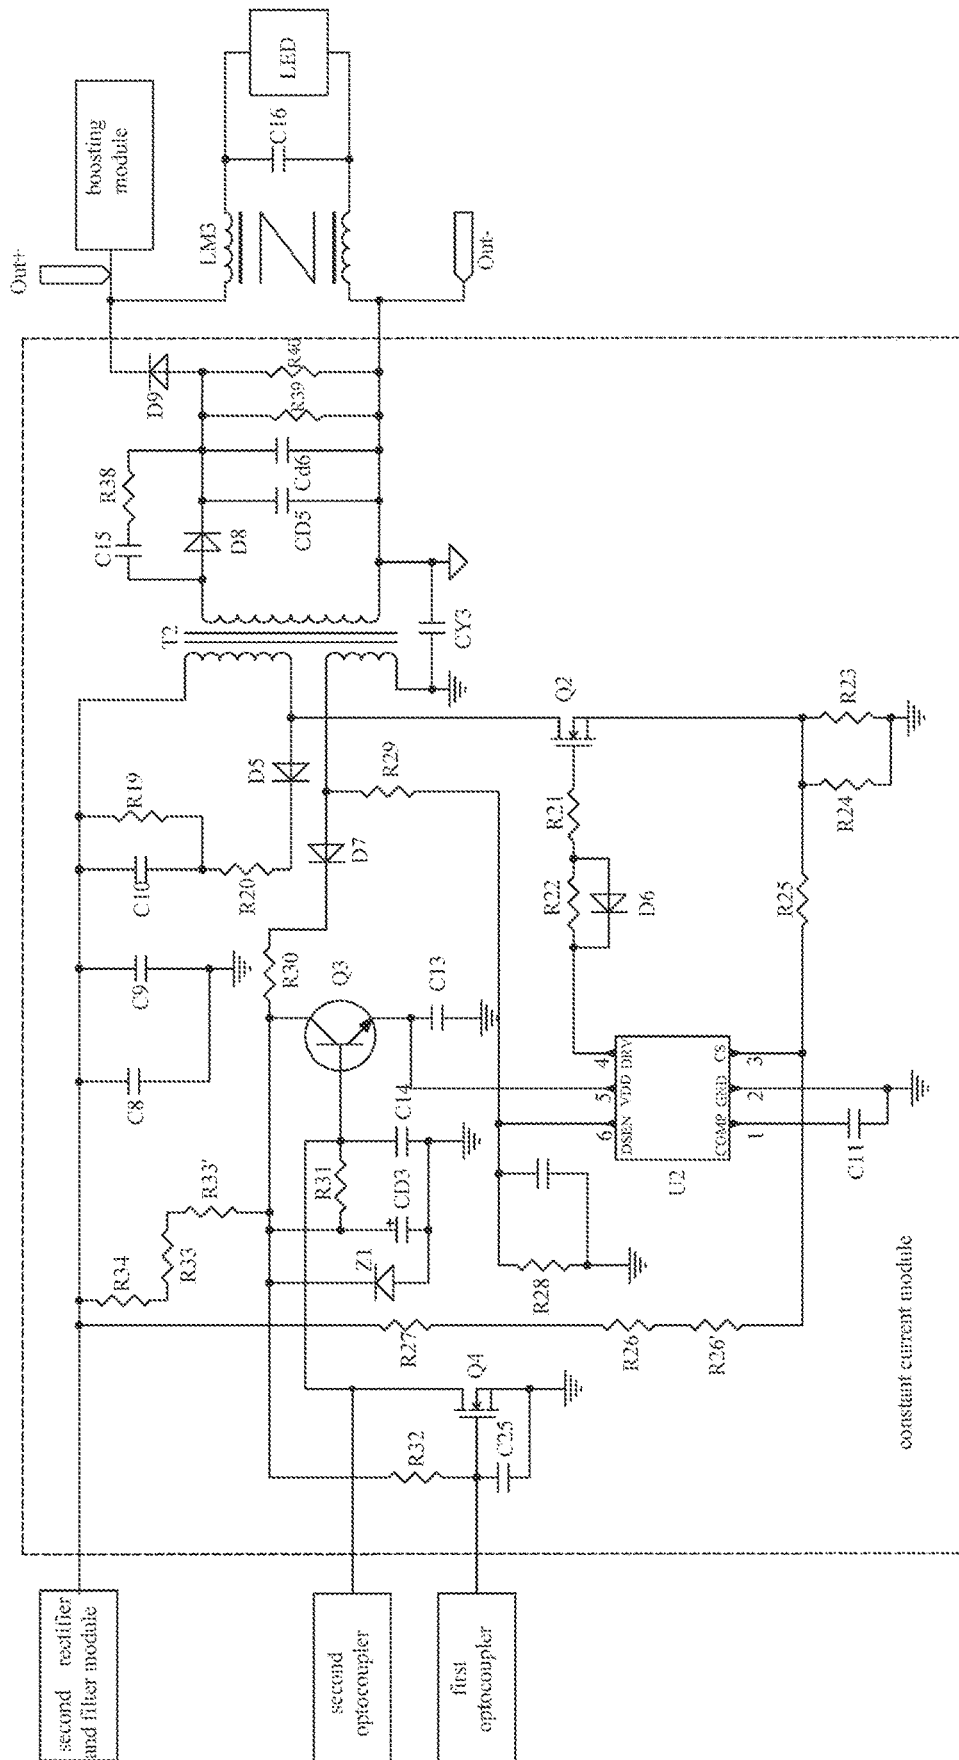 second rectifier
and filter module
second
optocoupler
first
optocoupler
R34
R33
R33'
C8
C9
C10
R19
R20
D5
T2
C15
R38
D9
Out+
boosting
module
LM3
C16
LED
Out-
D8
CD5
Cd6
R39
R40
CY3
R32
C25
Q4
R27
Z1
CD3
+
R31
C14
Q3
R30
C13
D7
R29
R28
R26
R26'
6
5
4
DSEN
VDD
DRV
COMP
GND
CS
1
2
3
U2
C11
R22
D6
R21
Q2
R25
R24
R23
constant current module